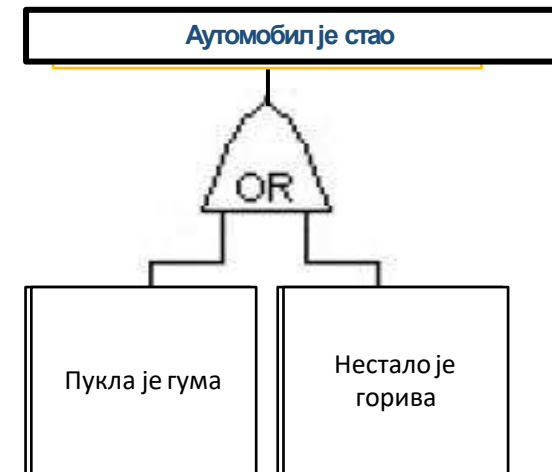 Аутомобил је стао
OR
Пукла је гума
Нестало је
горива